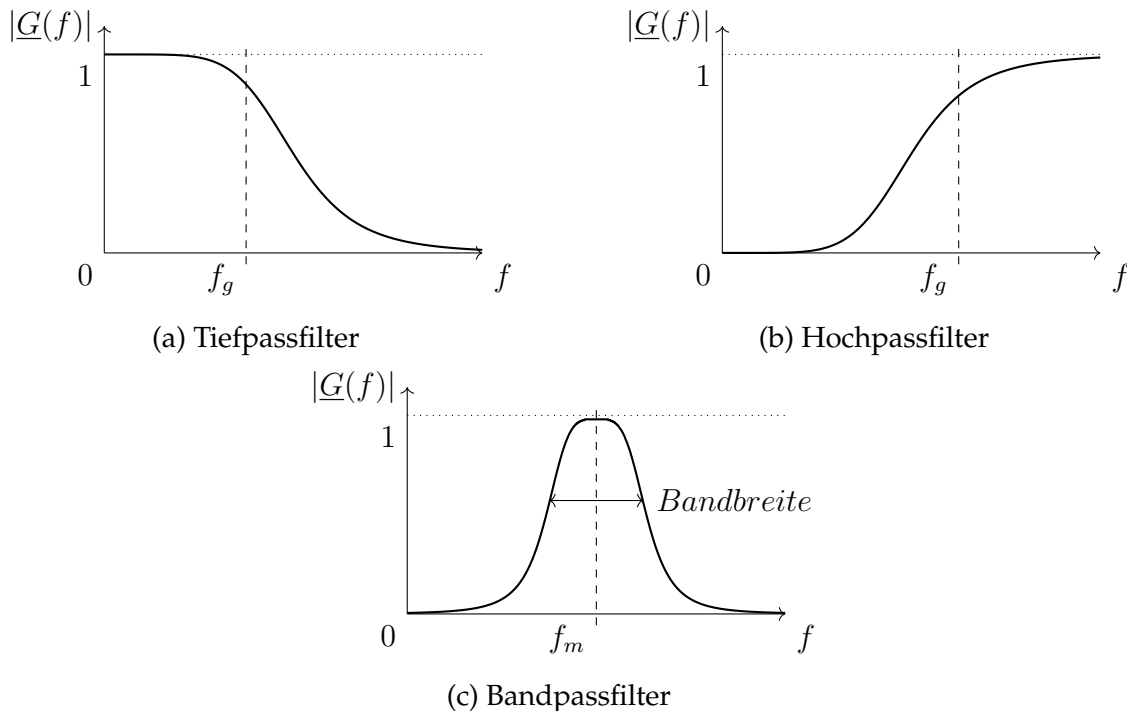 |G(f)|
1
0
f_g
f
(a) Tiefpassfilter
|G(f)|
1
0
f_g
f
(b) Hochpassfilter
|G(f)|
1
Bandbreite
0
f_m
f
(c) Bandpassfilter